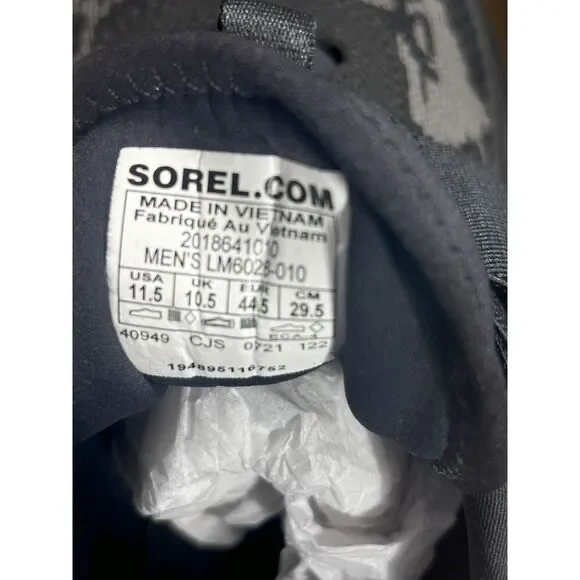 SOREL.COM
MADE IN VIETNAM
Fabriqué Au Vietnam
2018641010
MEN'S LM6028-010
USA UK EUR CM
11.5 10.5 44.5 29.5
40949 CJS 0721 122
194895116752